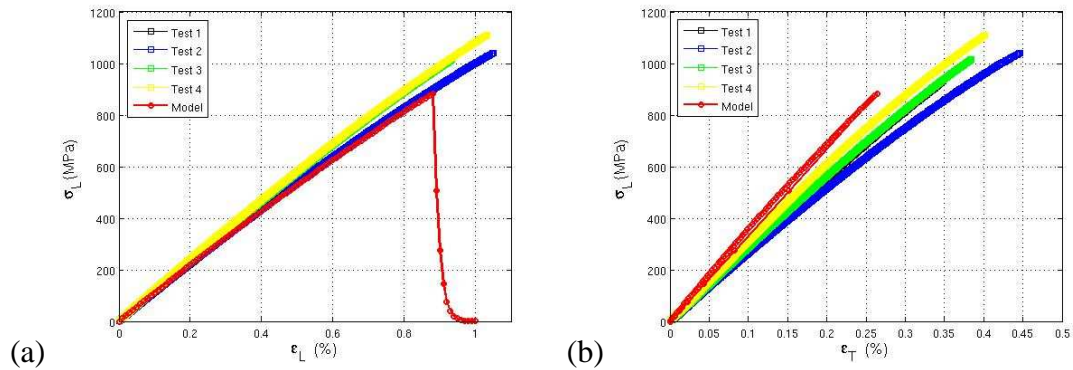 1200
1000
800
600
400
200
0
σL (MPa)
Test 1
Test 2
Test 3
Test 4
Model
0 0.2 0.4 0.6 0.8 1
εL (%)
(a)
1200
1000
800
600
400
200
0
σL (MPa)
Test 1
Test 2
Test 3
Test 4
Model
0 0.05 0.1 0.15 0.2 0.25 0.3 0.35 0.4 0.45 0.5
εT (%)
(b)